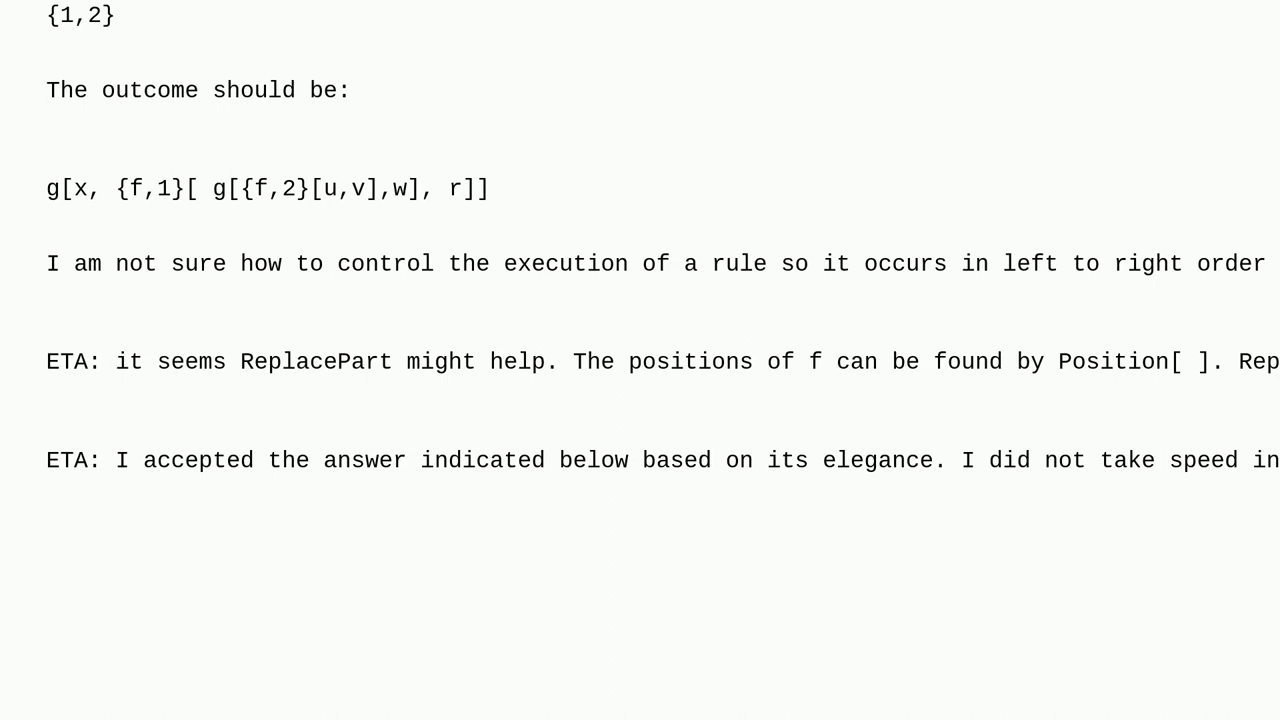 {1,2}
The outcome should be:
g[x, {f,1}[ g[{f,2}[u,v],w], r]]
I am not sure how to control the execution of a rule so it occurs in left to right order
ETA: it seems ReplacePart might help. The positions of f can be found by Position[ ]. Rep
ETA: I accepted the answer indicated below based on its elegance. I did not take speed in